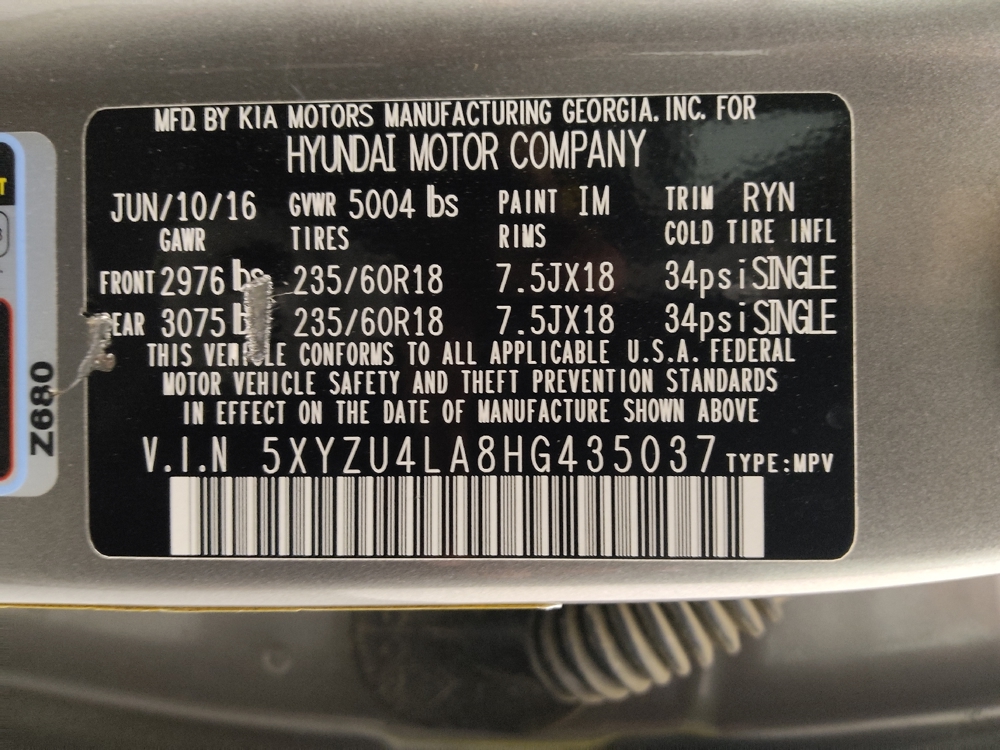 MFD. BY KIA MOTORS MANUFACTURING GEORGIA. INC. FOR
HYUNDAI MOTOR COMPANY
JUN/10/16 GVWR 5004 lbs PAINT IM TRIM RYN
GAWR TIRES RIMS COLD TIRE INFL
FRONT 2976 lbs 235/60R18 7.5JX18 34psi SINGLE
3075 235/60R18 7.5JX18 34psi SINGLE
THIS VEHICLE CONFORMS TO ALL APPLICABLE U.S.A. FEDERAL
MOTOR VEHICLE SAFETY AND THEFT PREVENTION STANDARDS
IN EFFECT ON THE DATE OF MANUFACTURE SHOWN ABOVE
V.I.N 5XYZU4LA8HG435037 TYPE:MPV
Z680